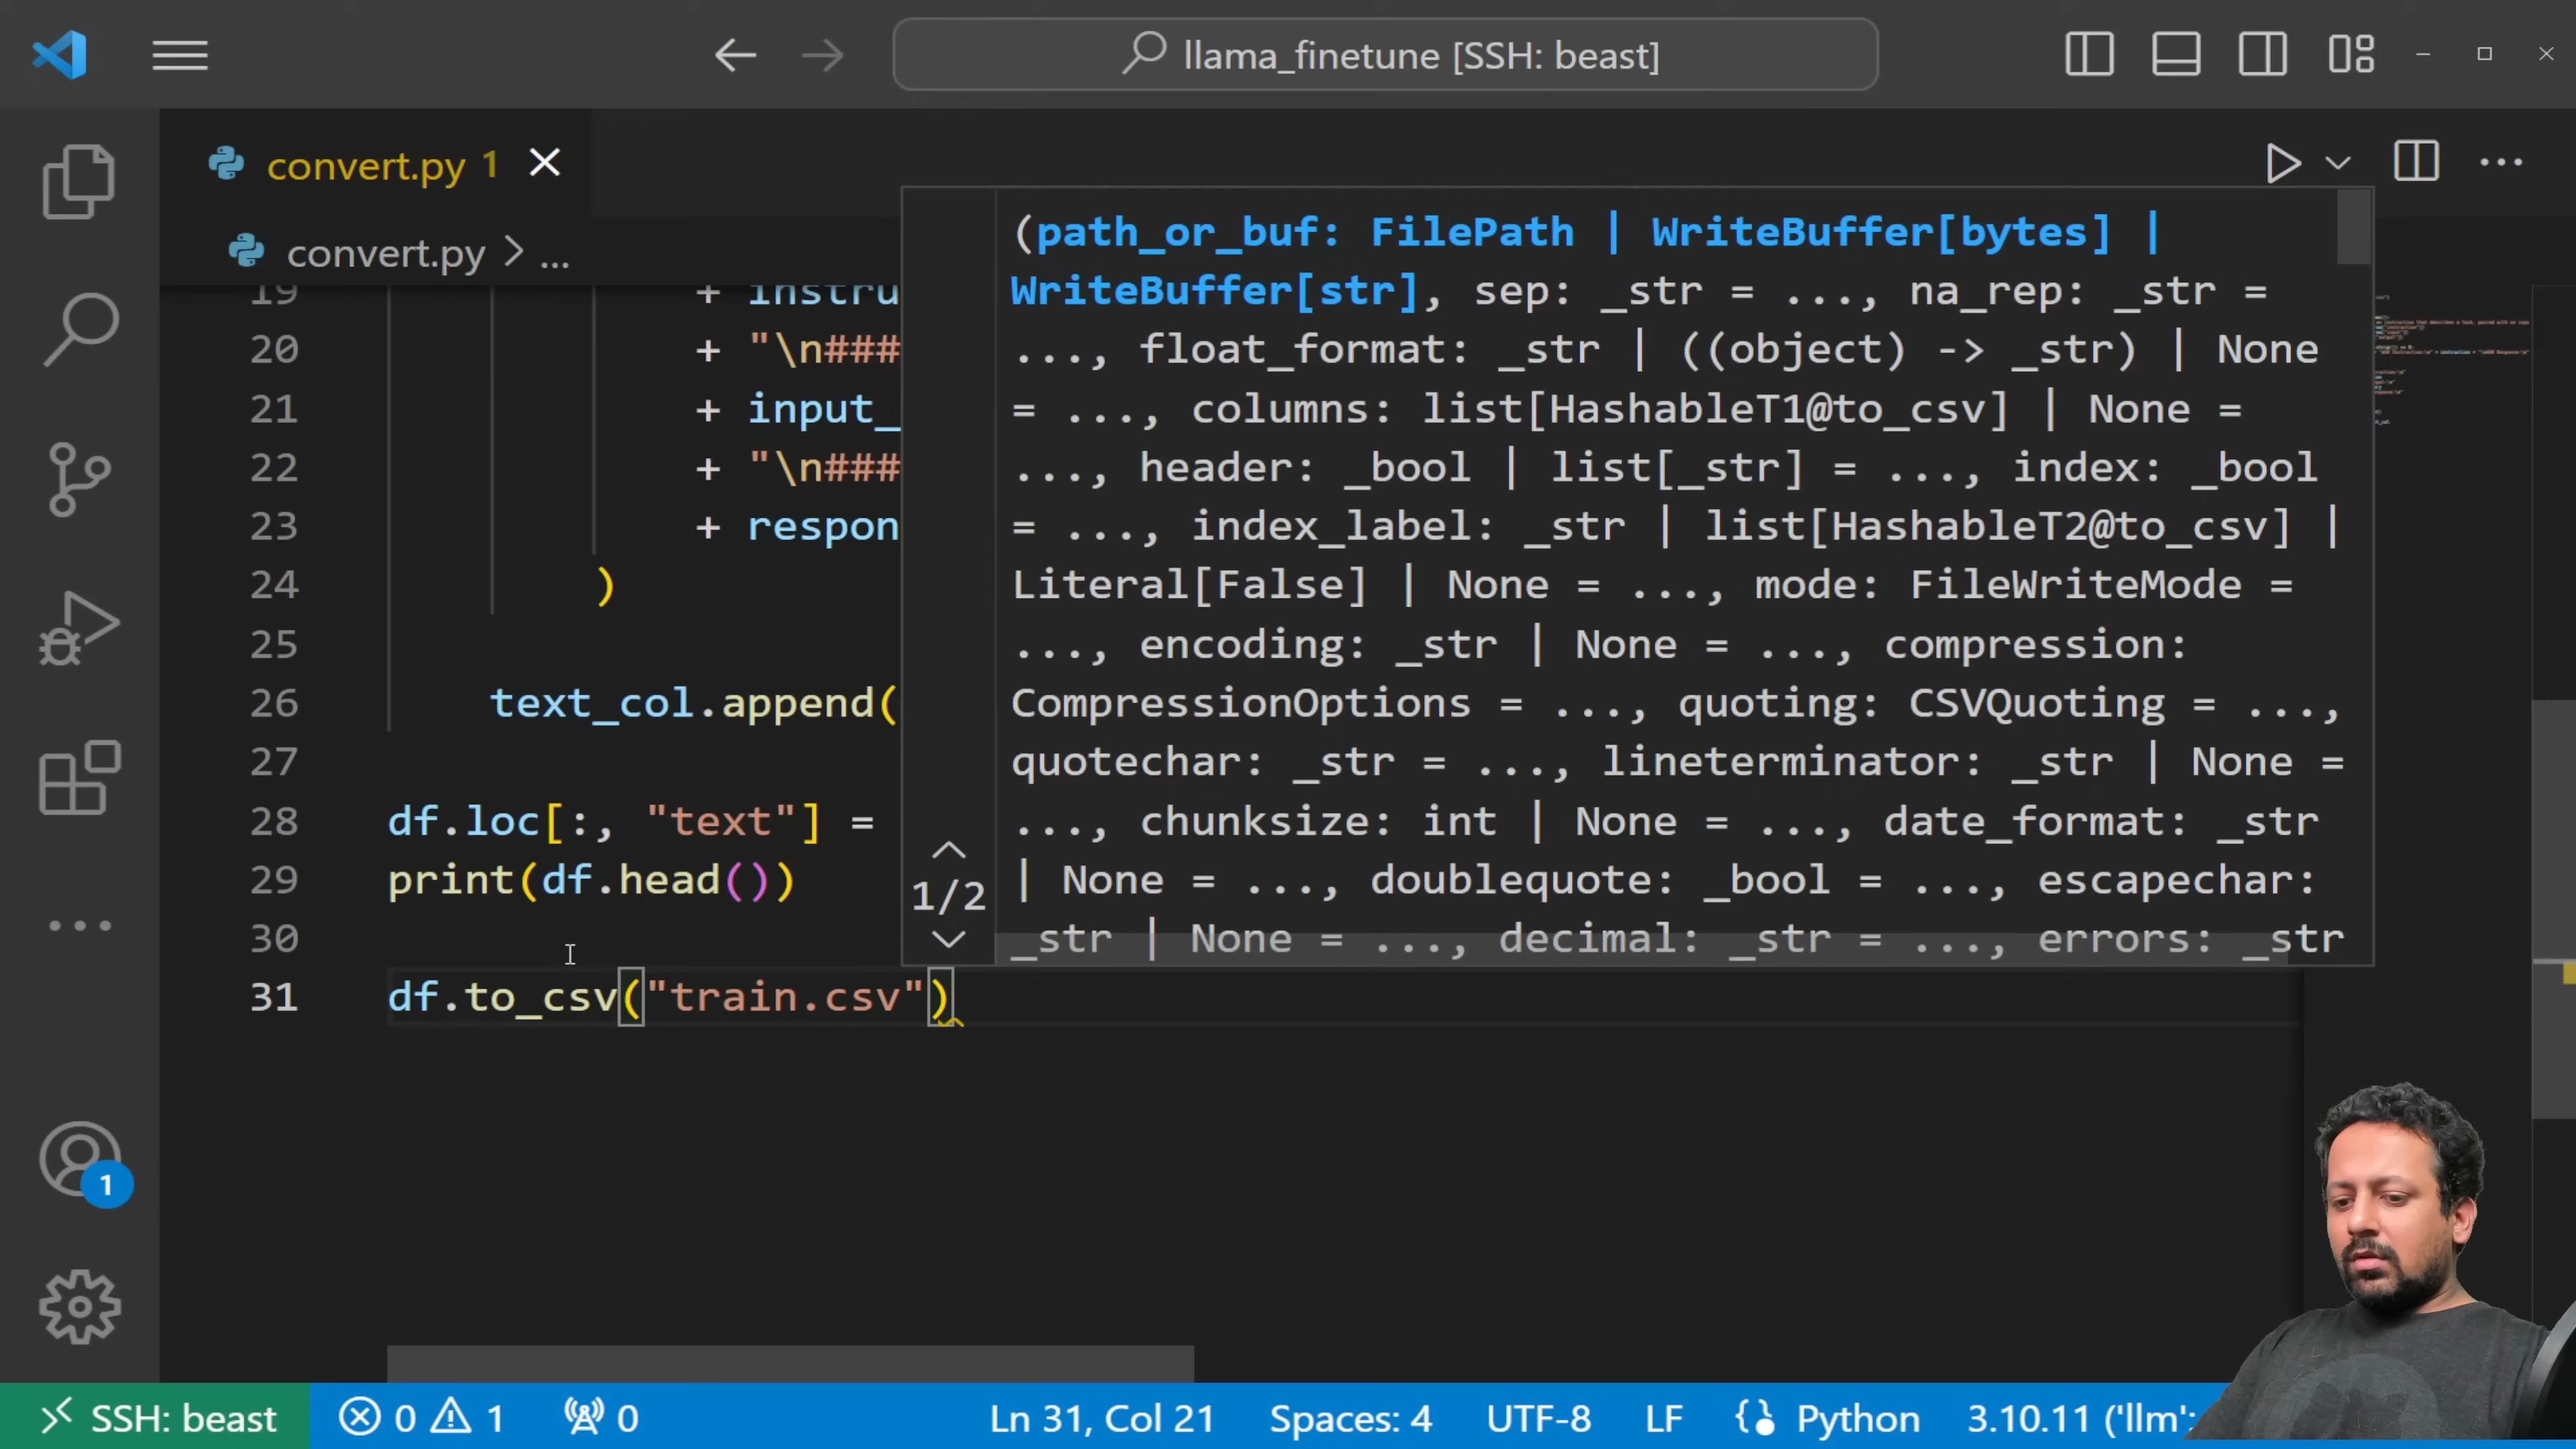 llama_finetune [SSH: beast]
convert.py 1
convert.py > ...
19 + instru
20 + "\n###
21 + input_
22 + "\n###
23 + respon
24 )
25
26 text_col.append(
27
28 df.loc[:, "text"] =
29 print(df.head())
30
31 df.to_csv("train.csv")
(path_or_buf: FilePath | WriteBuffer[bytes] |
WriteBuffer[str], sep: _str = ..., na_rep: _str =
..., float_format: _str | ((object) -> _str) | None
= ..., columns: list[HashableT1@to_csv] | None =
..., header: _bool | list[_str] = ..., index: _bool
= ..., index_label: _str | list[HashableT2@to_csv] |
Literal[False] | None = ..., mode: FileWriteMode =
..., encoding: _str | None = ..., compression:
CompressionOptions = ..., quoting: CSVQuoting = ...,
quotechar: _str = ..., lineterminator: _str | None =
..., chunksize: int | None = ..., date_format: _str
| None = ..., doublequote: _bool = ..., escapechar:
_str | None = ..., decimal: _str = ..., errors: _str
1/2
1
SSH: beast 0 1 0 Ln 31, Col 21 Spaces: 4 UTF-8 LF Python 3.10.11 ('llm':